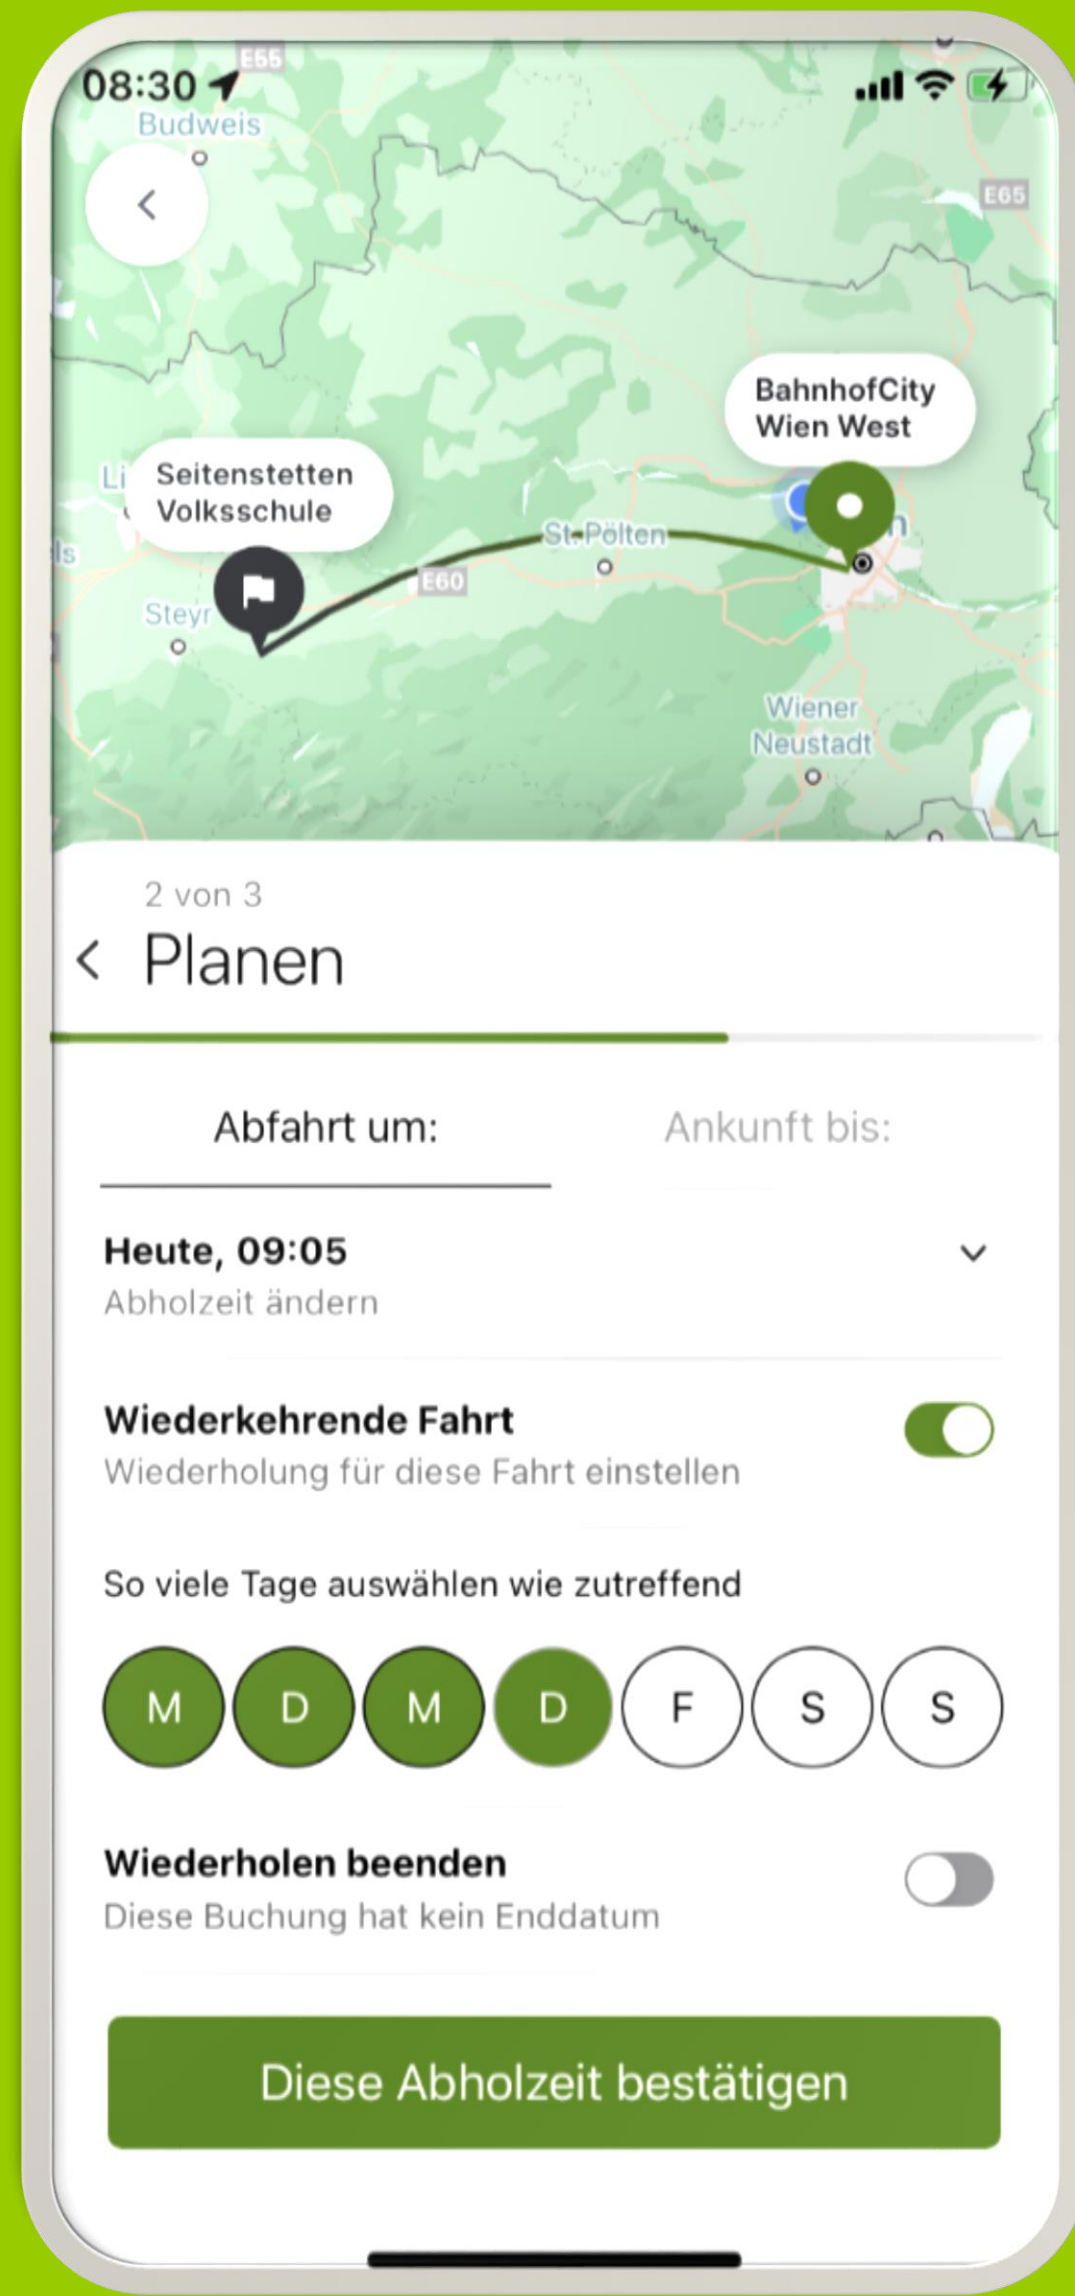 E55
08:30
Budweis
E65
BahnhofCity
Wien West
Seitenstetten
Volksschule
Li
St. Pölten
n
ls
E60
Steyr
Wiener
Neustadt
2 von 3
Planen
Abfahrt um:
Ankunft bis:
Heute, 09:05
Abholzeit ändern
Wiederkehrende Fahrt
Wiederholung für diese Fahrt einstellen
So viele Tage auswählen wie zutreffend
M D M D F S S
Wiederholen beenden
Diese Buchung hat kein Enddatum
Diese Abholzeit bestätigen